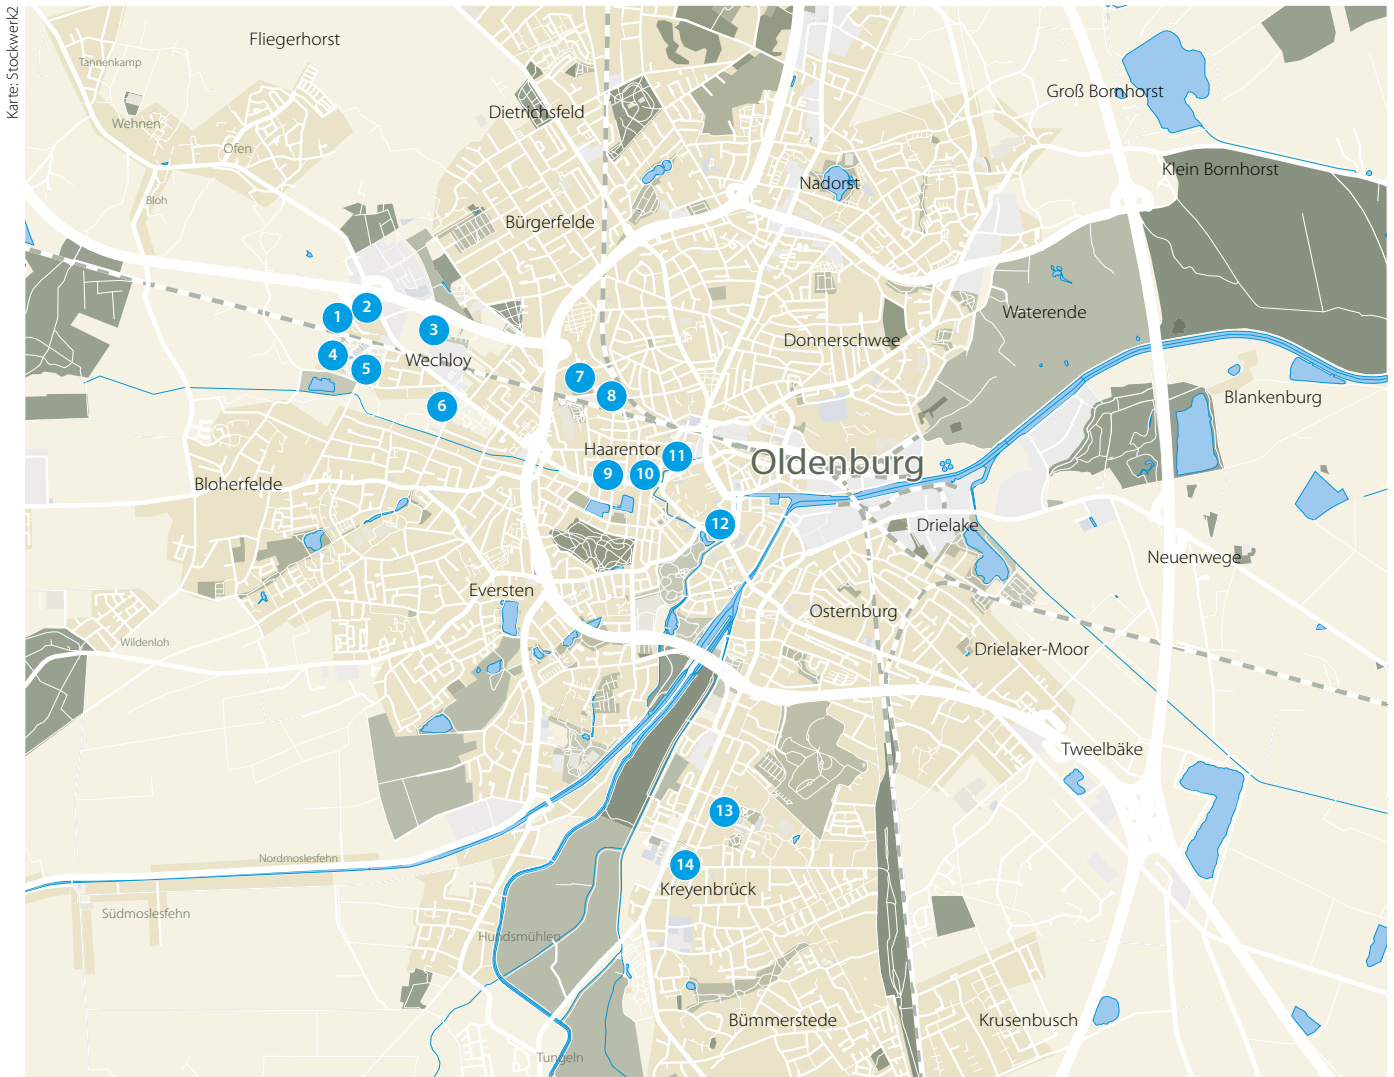 Karte: Stockwerk2
Fliegerhorst
Tannenkamp
Groß Bornhorst
Dietrichsfeld
Wehnen
Ofen
Klein Bornhorst
Nadorst
Bloh
Bürgerfelde
2
1
Waterende
3
Donnerschwee
4
Wechloy
5
7
8
Blankenburg
6
Haarentor
11
Oldenburg
9
10
Bloherfelde
12
Drielake
Neuenwege
Eversten
Osternburg
Wildenloh
Drielaker-Moor
Tweelbäke
13
Nordmoslesfehn
14
Kreyenbrück
Südmoslesfehn
Hundsmühlen
Bümmerstede
Krusenbusch
Tungeln